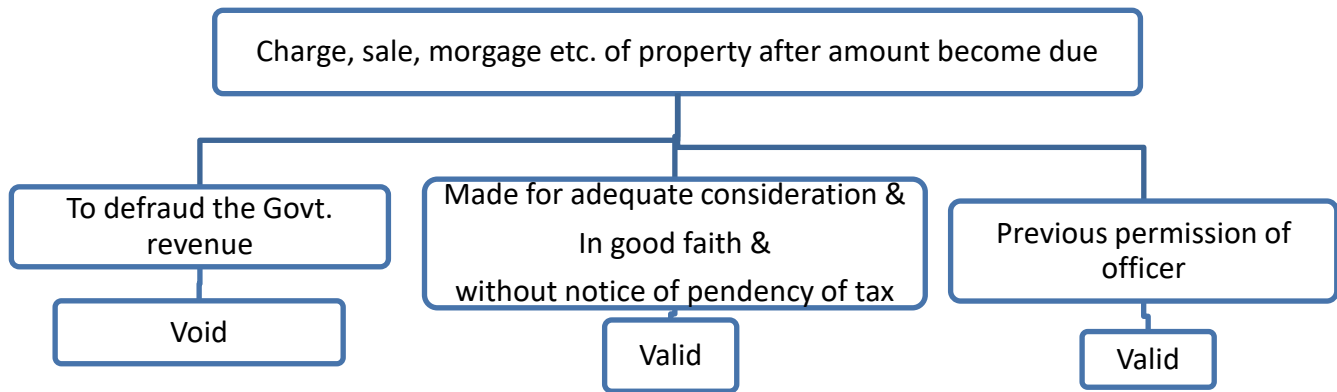 Charge, sale, morgage etc. of property after amount become due
To defraud the Govt.
revenue
Void
Made for adequate consideration &
In good faith &
without notice of pendency of tax
Valid
Previous permission of
officer
Valid